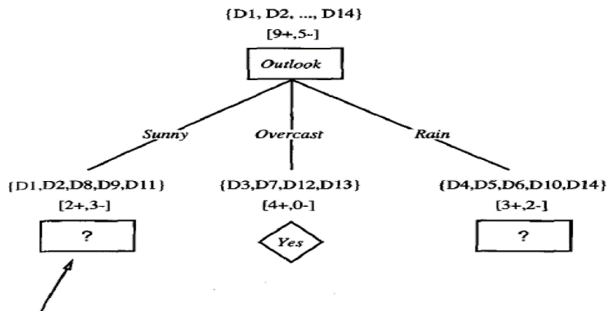 {D1, D2, ..., D14}
[9+,5-]
Outlook
Sunny Overcast Rain
{D1,D2,D8,D9,D11} {D3,D7,D12,D13} {D4,D5,D6,D10,D14}
[2+,3-] [4+,0-] [3+,2-]
? Yes ?